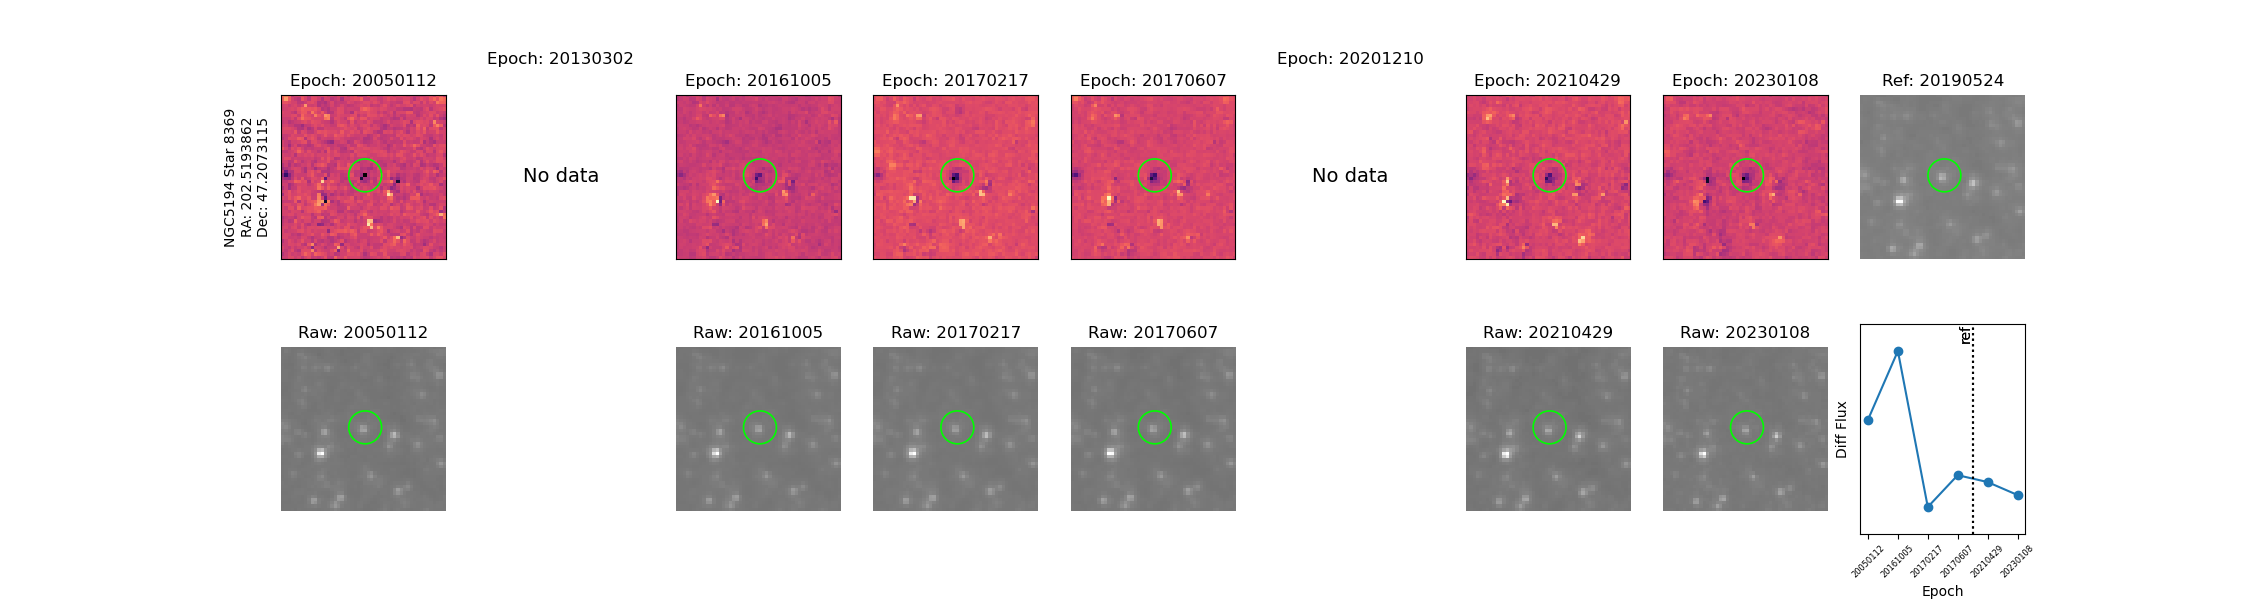 Epoch: 20130302
Epoch: 20201210
Epoch: 20050112
Epoch: 20161005
Epoch: 20170217
Epoch: 20170607
Epoch: 20210429
Epoch: 20230108
Ref: 20190524
NGC5194 Star 8369
RA: 202.5193862
Dec: 47.2073115
No data
No data
Raw: 20050112
Raw: 20161005
Raw: 20170217
Raw: 20170607
Raw: 20210429
Raw: 20230108
ref
Diff Flux
20050112
20161005
20170217
20170607
20210429
20230108
Epoch